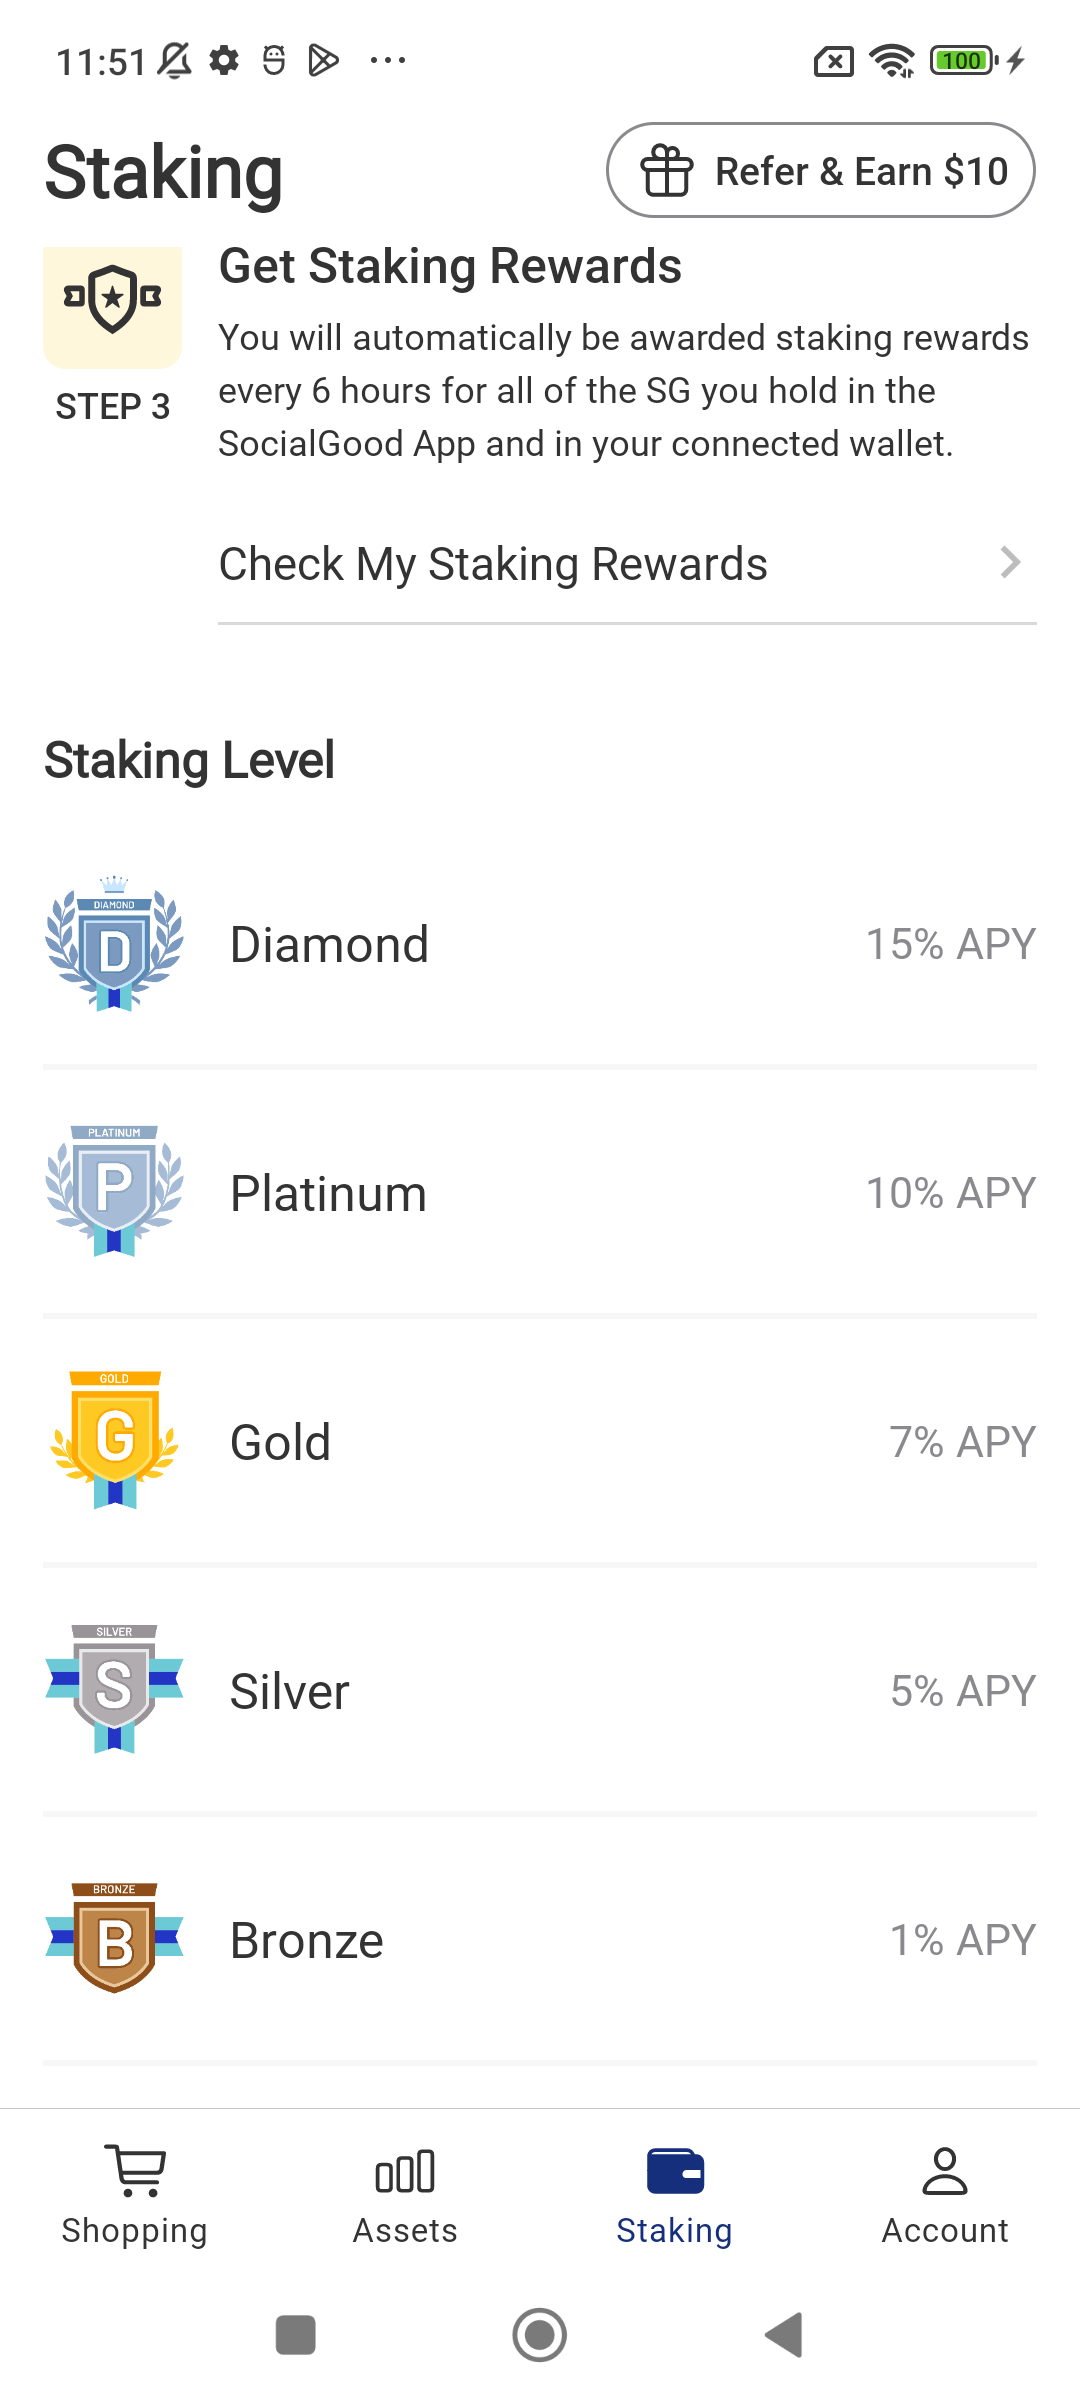 11:51
100
Staking
Refer & Earn $10
Get Staking Rewards
You will automatically be awarded staking rewards
every 6 hours for all of the SG you hold in the
SocialGood App and in your connected wallet.
STEP 3
Check My Staking Rewards
Staking Level
DIAMOND
D
Diamond
15% APY
PLATINUM
P
Platinum
10% APY
GOLD
G
Gold
7% APY
SILVER
S
Silver
5% APY
BRONZE
B
Bronze
1% APY
Shopping
Assets
Staking
Account